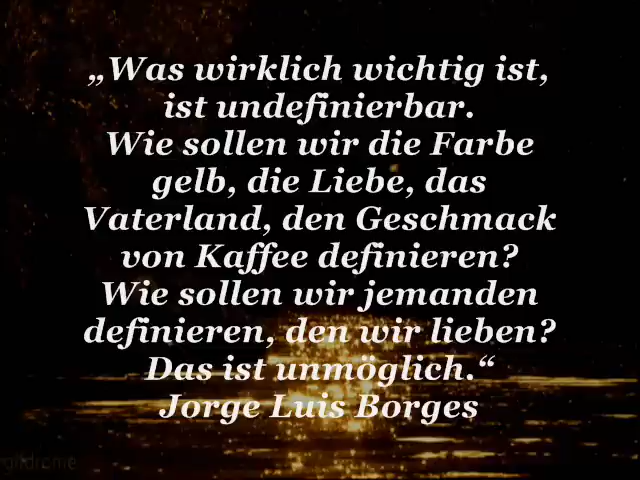 „Was wirklich wichtig ist,
ist undefinierbar.
Wie sollen wir die Farbe
gelb, die Liebe, das
Vaterland, den Geschmack
von Kaffee definieren?
Wie sollen wir jemanden
definieren, den wir lieben?
Das ist unmöglich.“
Jorge Luis Borges